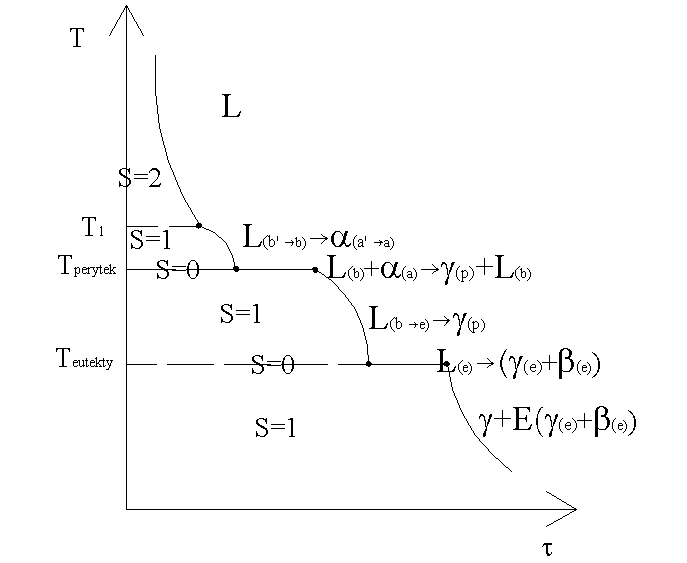 T
L
S=2
T1
S=1
L(b' →b)→α(a' →a)
Tperytek
S=0
L(b)+α(a)→γ(p)+L(b)
S=1
L(b →e)→γ(p)
Teutekty
S=0
L(e)→(γ(e)+β(e))
S=1
γ+E(γ(e)+β(e))
τ